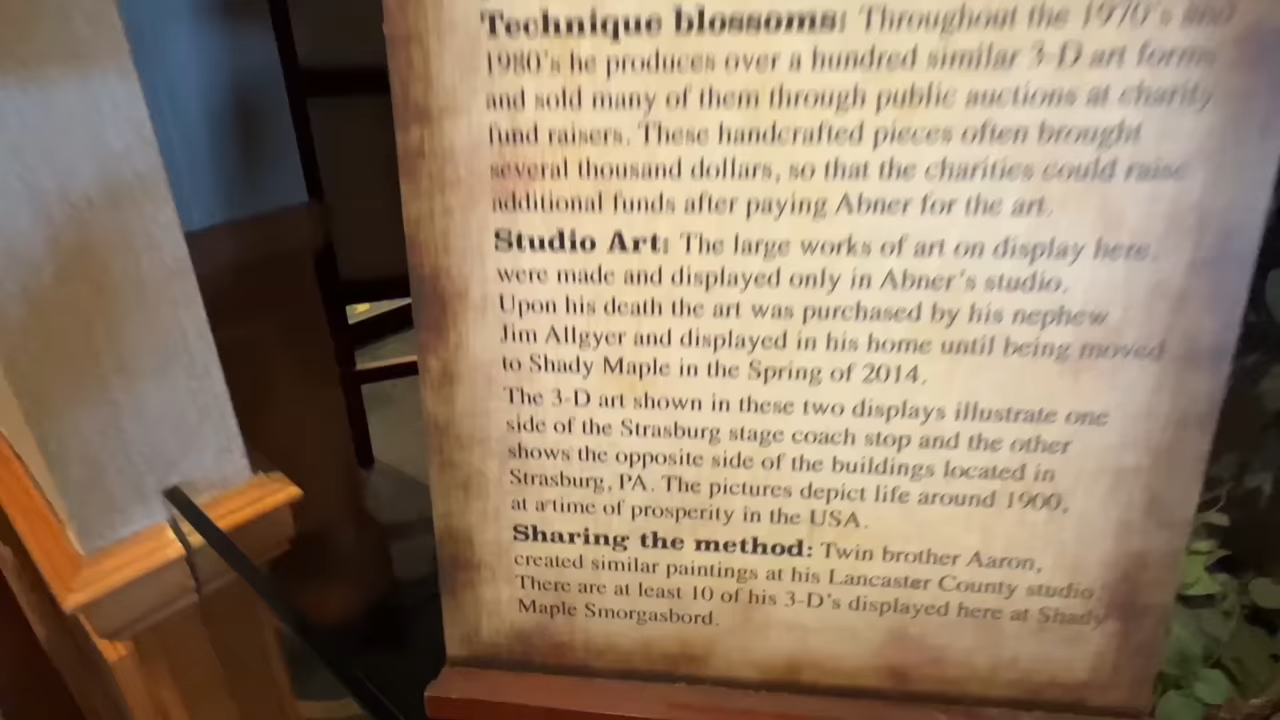 Technique blossoms: Throughout the 1970's and
1980's he produces over a hundred similar 3-D art forms
and sold many of them through public auctions at charity
fund raisers. These handcrafted pieces often brought
several thousand dollars, so that the charities could raise
additional funds after paying Abner for the art.
Studio Art: The large works of art on display here
were made and displayed only in Abner's studio.
Upon his death the art was purchased by his nephew
Jim Allgyer and displayed in his home until being moved
to Shady Maple in the Spring of 2014.
The 3-D art shown in these two displays illustrate one
side of the Strasburg stage coach stop and the other
shows the opposite side of the buildings located in
Strasburg, PA. The pictures depict life around 1900,
at a time of prosperity in the USA.
Sharing the method: Twin brother Aaron,
created similar paintings at his Lancaster County studio.
There are at least 10 of his 3-D's displayed here at Shady
Maple Smorgasbord.